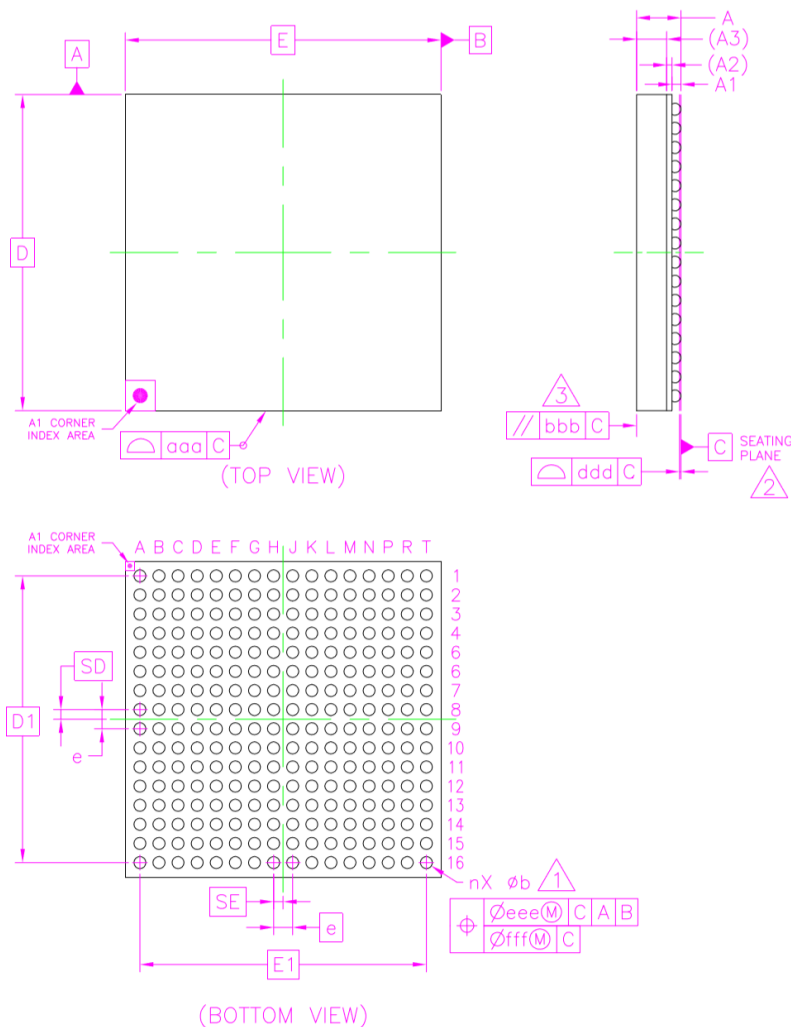 E
B
A
A
(A3)
(A2)
A1
D
A1 CORNER
INDEX AREA
aaa C
(TOP VIEW)
3
// bbb C
C SEATING
PLANE
ddd C
2
A1 CORNER
INDEX AREA
A B C D E F G H J K L M N P R T
1
2
3
4
6
6
7
8
9
10
11
12
13
14
15
16
SD
D1
e
SE
e
E1
nX øb 1
⌖ Øeee Ⓜ C A B
Øfff Ⓜ C
(BOTTOM VIEW)